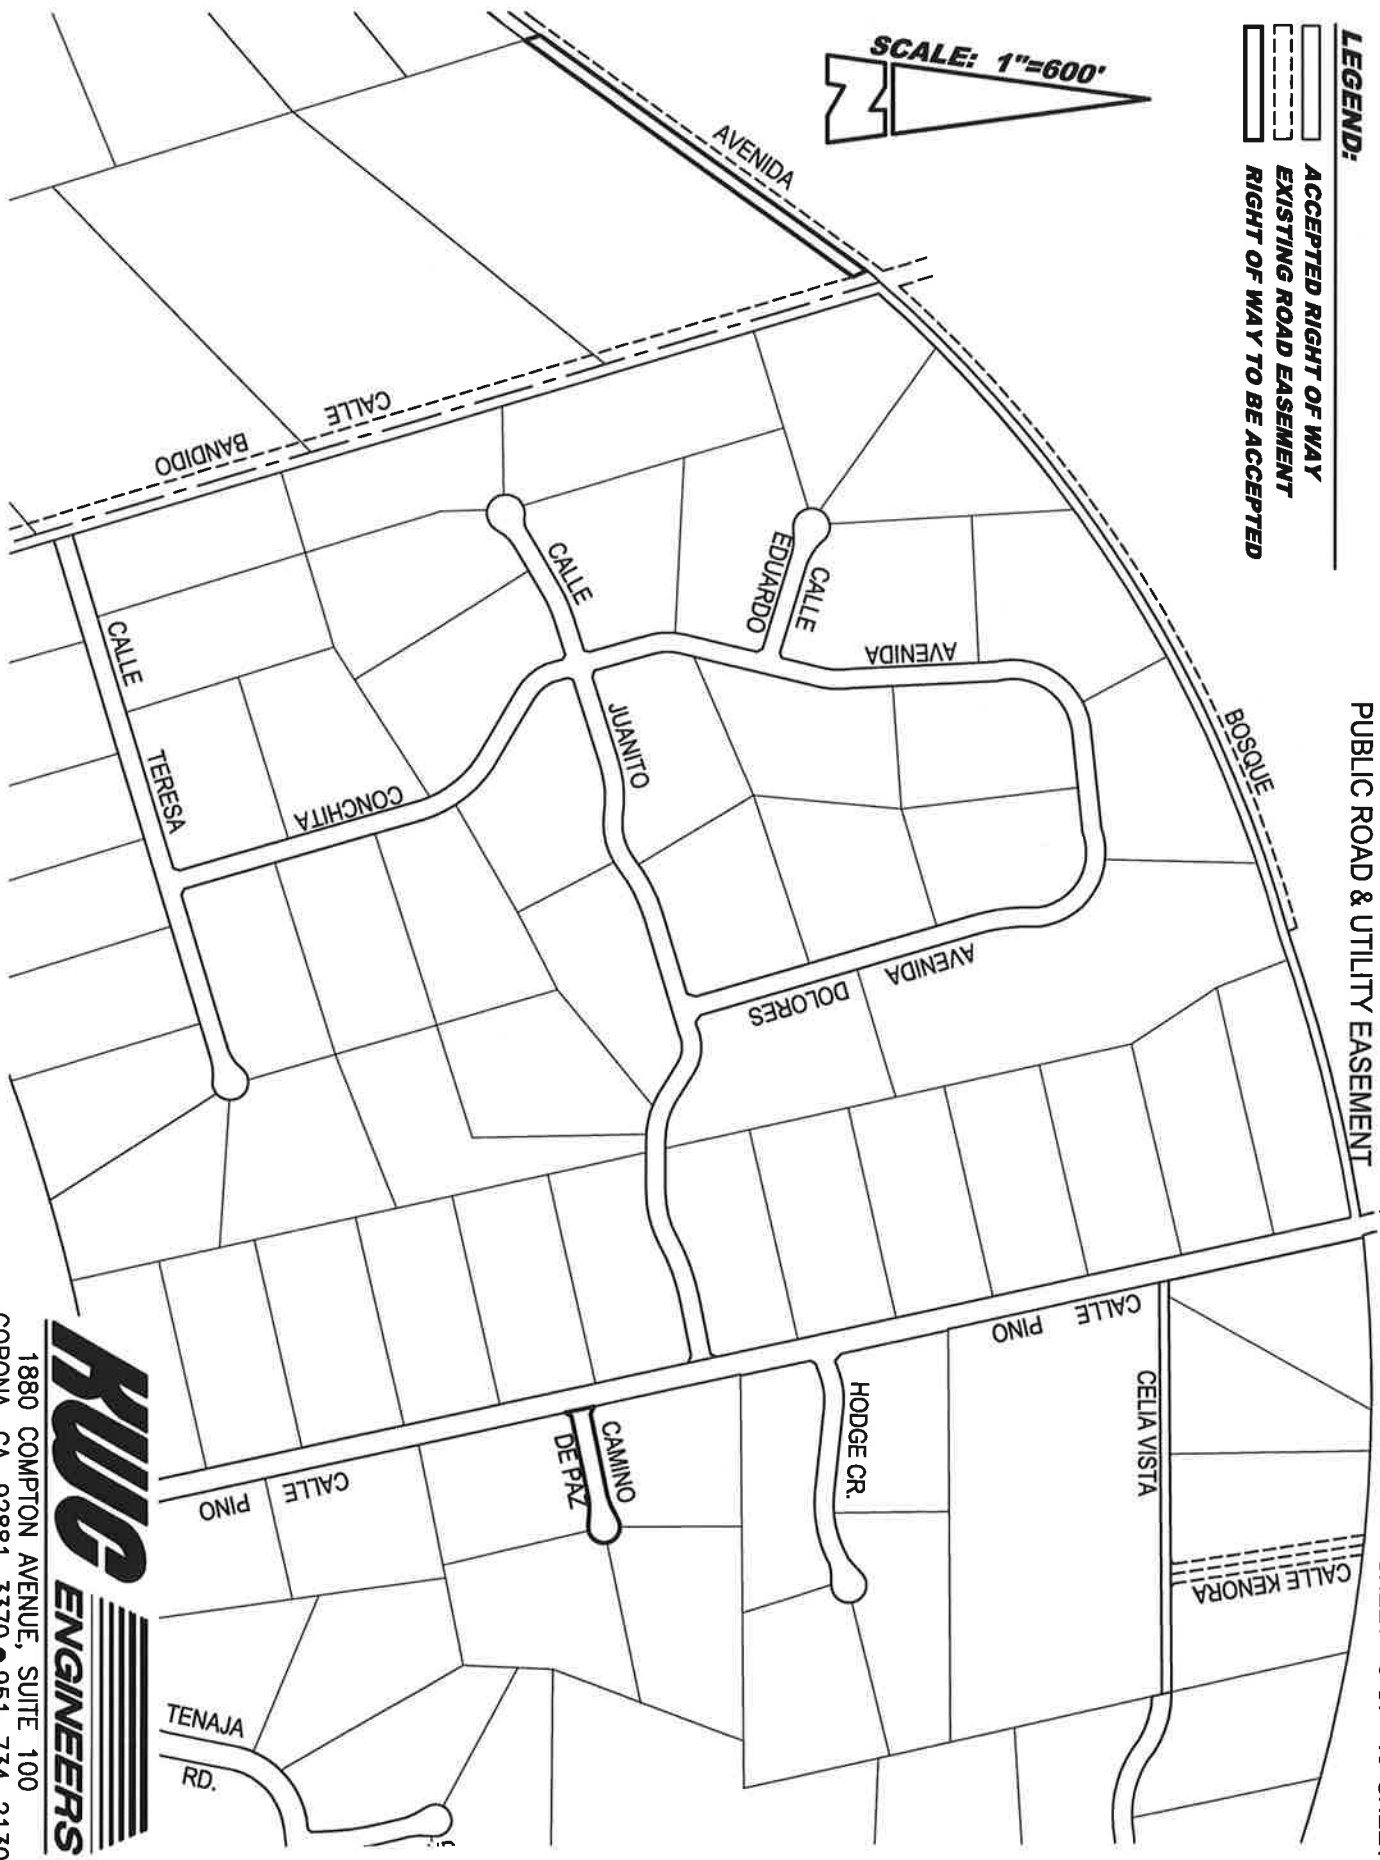 PUBLIC ROAD & UTILITY EASEMENT
LEGEND:
ACCEPTED RIGHT OF WAY
EXISTING ROAD EASEMENT
RIGHT OF WAY TO BE ACCEPTED
SCALE: 1"=600'
N
AVENIDA
BOSQUE
CALLE
BANDIDO
CALLE
EDUARDO
AVENIDA
CALLE
JUANITO
CONCHITA
CALLE
TERESA
AVENIDA
DOLORES
CALLE
PINO
CELIA VISTA
CALLE KENORA
HODGE CR.
CAMINO
DE PAZ
CALLE
PINO
TENAJA
RD.
KWC ENGINEERS
1880 COMPTON AVENUE, SUITE 100